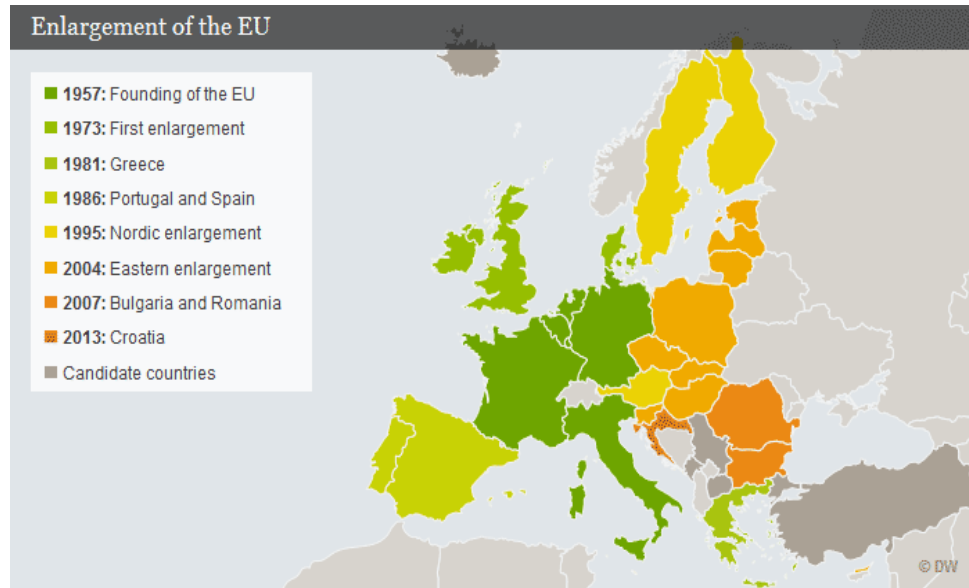 Enlargement of the EU
1957: Founding of the EU
1973: First enlargement
1981: Greece
1986: Portugal and Spain
1995: Nordic enlargement
2004: Eastern enlargement
2007: Bulgaria and Romania
2013: Croatia
Candidate countries
© DW